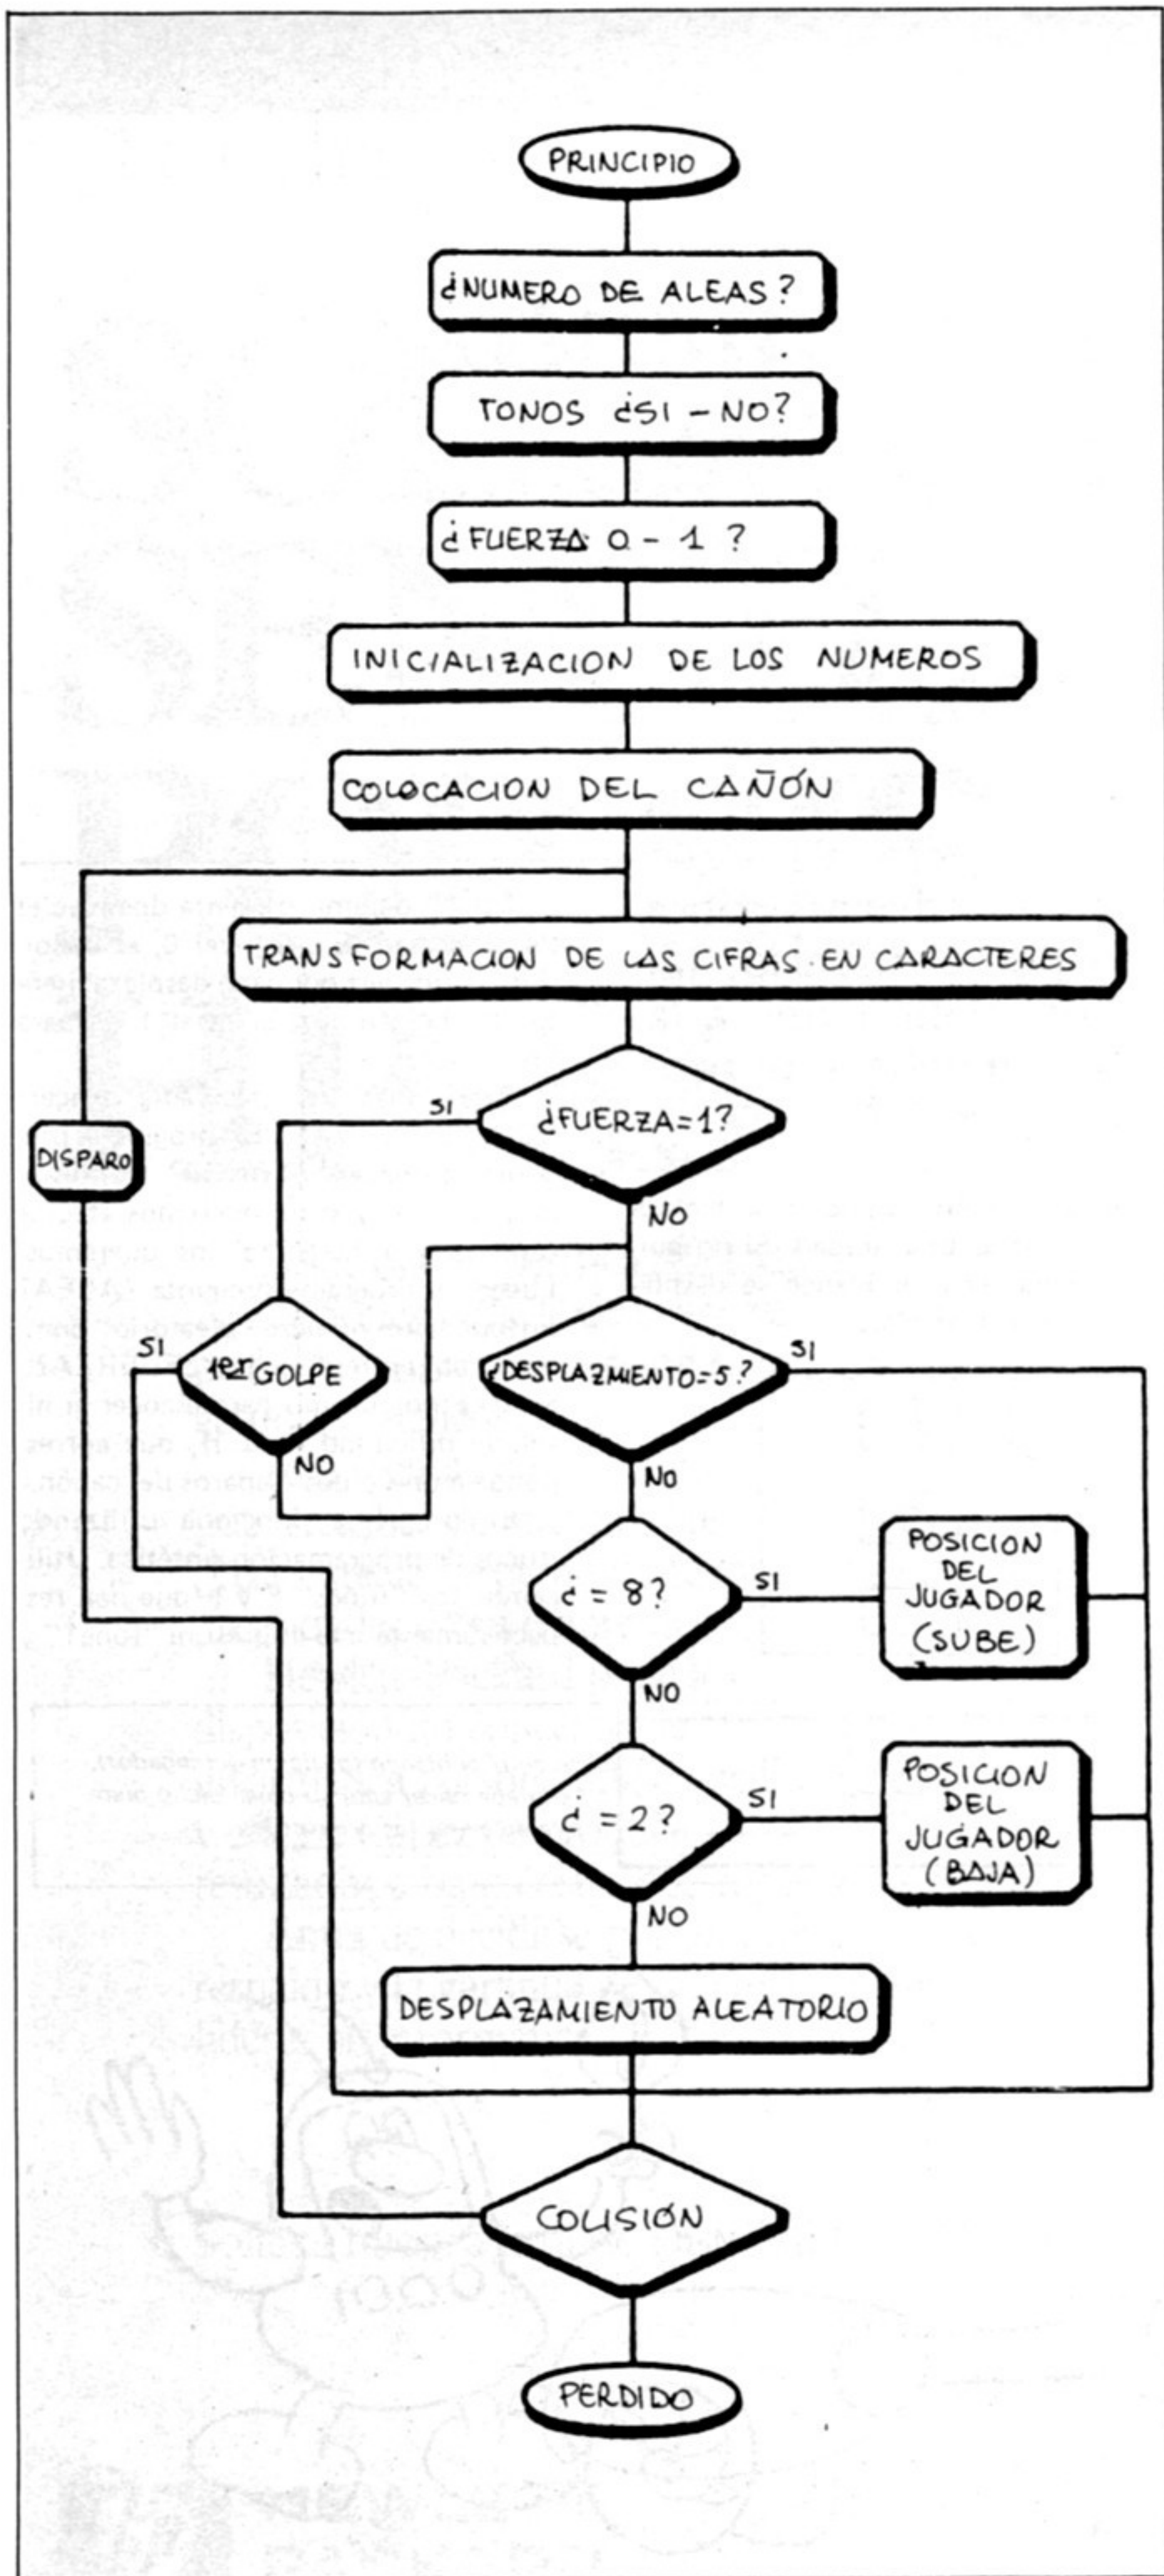 PRINCIPIO
¿NUMERO DE ALEAS?
TONOS ¿SI - NO?
¿FUERZA 0 - 1 ?
INICIALIZACION DE LOS NUMEROS
COLOCACION DEL CAÑÓN
TRANSFORMACION DE LAS CIFRAS EN CARACTERES
SI
¿FUERZA=1?
NO
DISPARO
SI
1er GOLPE
NO
¿DESPLAZMIENTO=5?
SI
NO
¿ = 8?
SI
POSICION
DEL
JUGADOR
(SUBE)
NO
¿ = 2?
SI
POSICION
DEL
JUGADOR
(BAJA)
NO
DESPLAZAMIENTO ALEATORIO
COLISIÓN
PERDIDO